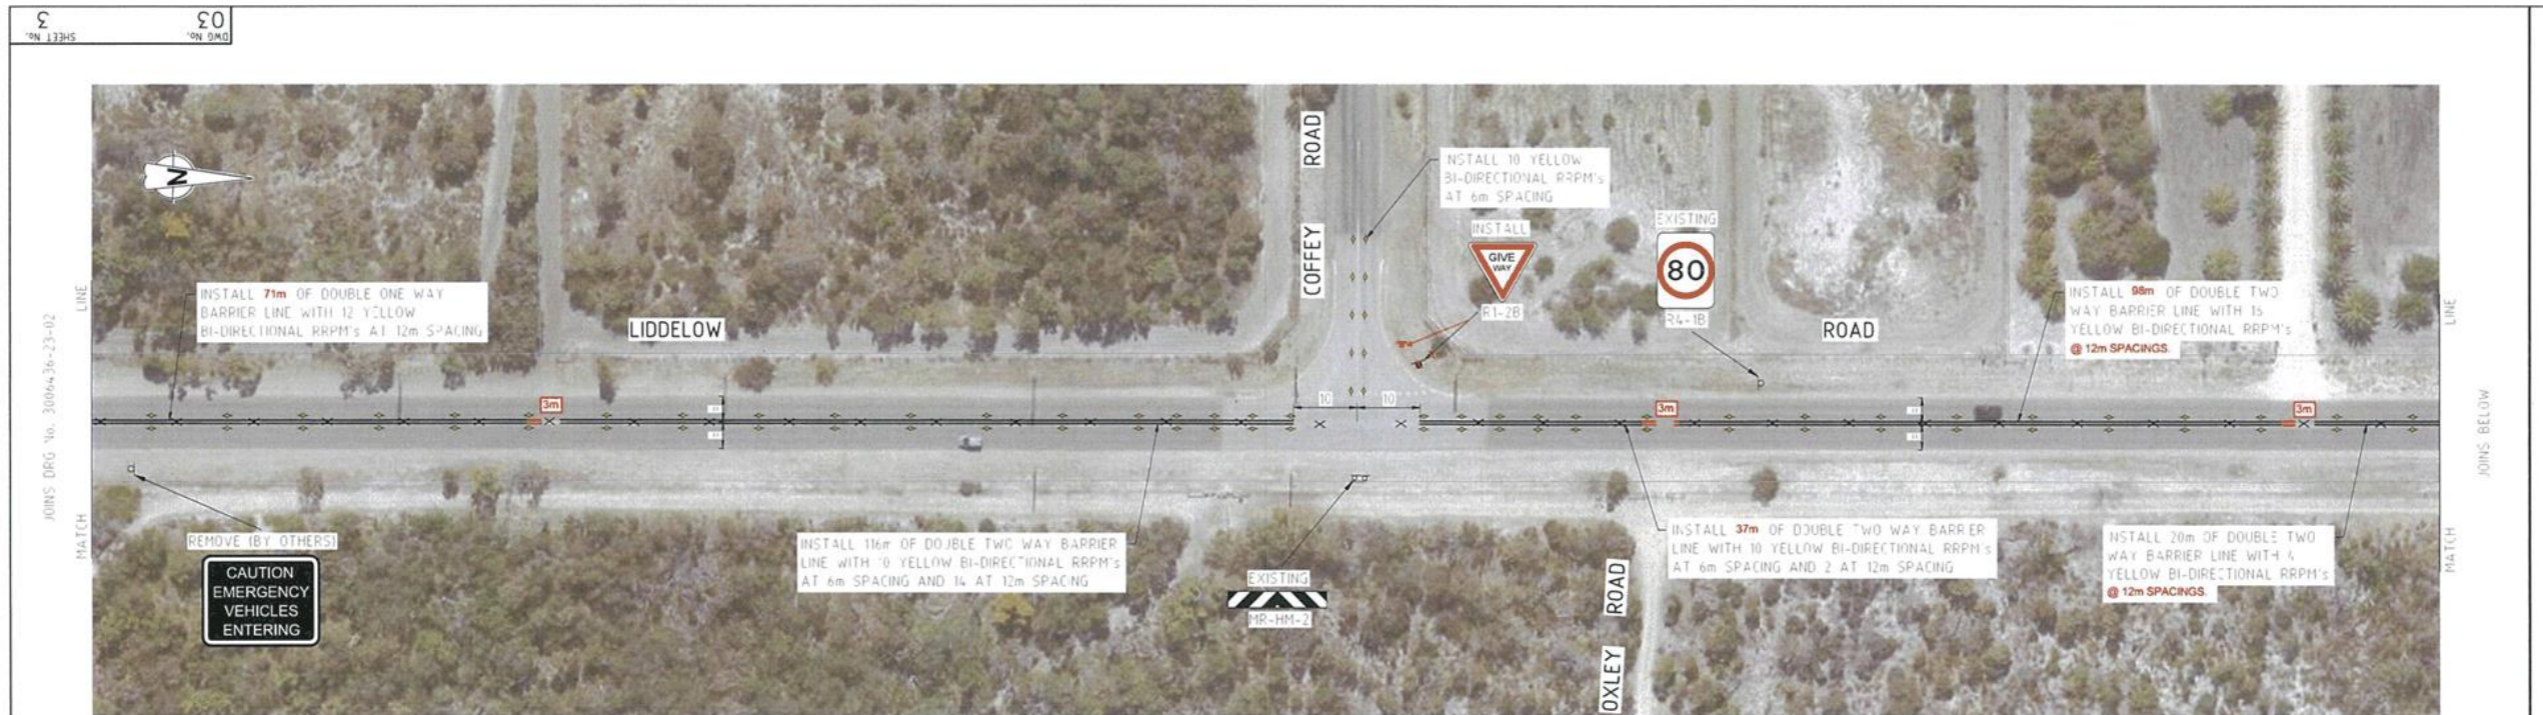 SHEET No. 3
DWG No. 03
N
ROAD
COFFEY
INSTALL 10 YELLOW
BI-DIRECTIONAL RRPM's
AT 6m SPACING
INSTALL
GIVE
WAY
R1-2B
EXISTING
80
R4-1B
LIDDELOW
ROAD
INSTALL 71m OF DOUBLE ONE WAY
BARRIER LINE WITH 12 YELLOW
BI-DIRECTIONAL RRPM's AT 12m SPACING
INSTALL 98m OF DOUBLE TWO
WAY BARRIER LINE WITH 16
YELLOW BI-DIRECTIONAL RRPM's
@ 12m SPACINGS.
LINE
MATCH
JOINS DRG No. 3006436-23-02
3m
10
10
3m
3m
LINE
MATCH
JOINS BELOW
REMOVE (BY OTHERS)
CAUTION
EMERGENCY
VEHICLES
ENTERING
INSTALL 116m OF DOUBLE TWO WAY BARRIER
LINE WITH 10 YELLOW BI-DIRECTIONAL RRPM's
AT 6m SPACING AND 14 AT 12m SPACING
EXISTING
MR-HM-2
OXLEY
ROAD
INSTALL 37m OF DOUBLE TWO WAY BARRIER
LINE WITH 10 YELLOW BI-DIRECTIONAL RRPM's
AT 6m SPACING AND 2 AT 12m SPACING
INSTALL 20m OF DOUBLE TWO
WAY BARRIER LINE WITH 4
YELLOW BI-DIRECTIONAL RRPM's
@ 12m SPACINGS.